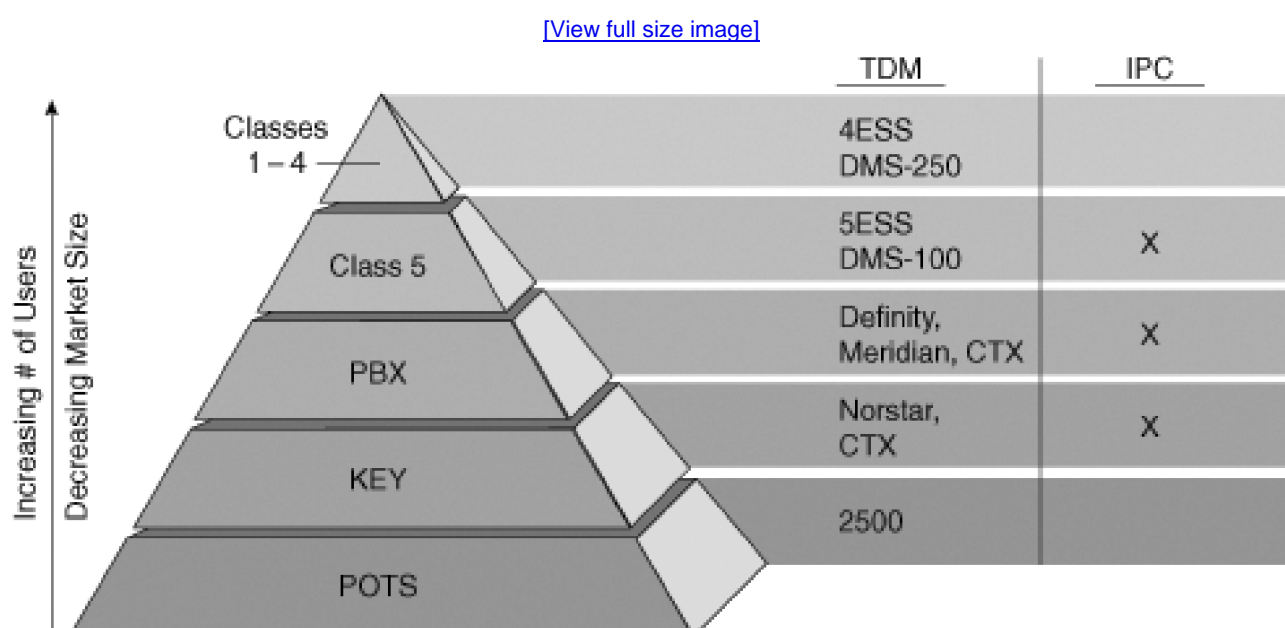 [View full size image]
TDM
IPC
Classes
1 – 4
4ESS
DMS-250
Class 5
5ESS
DMS-100
X
PBX
Definity,
Meridian, CTX
X
KEY
Norstar,
CTX
X
POTS
2500
Increasing # of Users
Decreasing Market Size